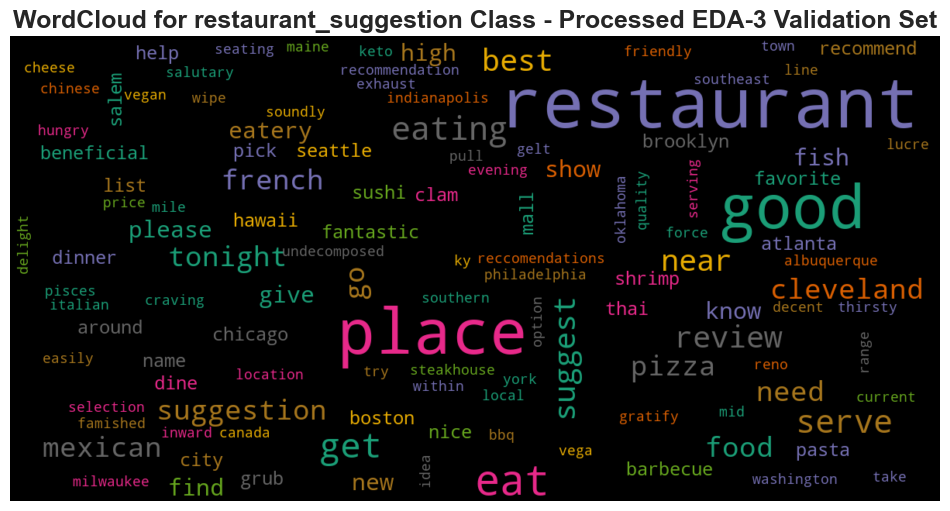 WordCloud for restaurant_suggestion Class - Processed EDA-3 Validation Set
help seating maine keto high best friendly town recommend
cheese salutary recommendation exhaust southeast line
chinese vegan wipe salem soundly indianapolis restaurant
hungry eatery eating brooklyn lucre
beneficial pick seattle pull gelt fish
list french sushi clam evening show mall oklahoma quality serving favorite good
price mile hawaii force
delight please fantastic atlanta
dinner tonight undecomposed ky reccomendations near albuquerque
philadelphia shrimp cleveland
pisces italian craving give go southern thai know decent thirsty
around chicago place option suggest review range
easily name steakhouse pizza reno
dine location try within york local need current
selection suggestion boston gratify mid serve
famished inward canada nice bbq food pasta
mexican get vega
city idea barbecue
milwaukee find grub new eat washington take